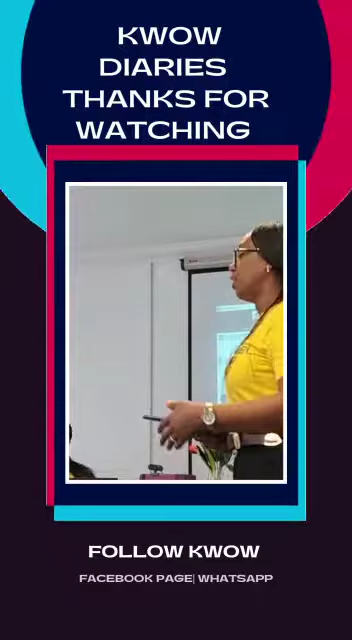 KWOW
DIARIES
THANKS FOR
WATCHING
FOLLOW KWOW
FACEBOOK PAGE| WHATSAPP